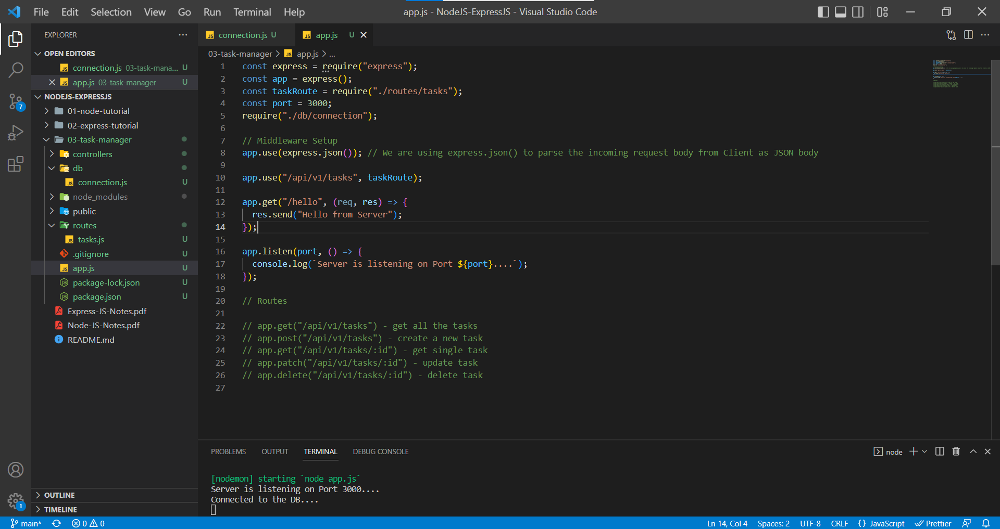 File Edit Selection View Go Run Terminal Help app.js - NodeJS-ExpressJS - Visual Studio Code
EXPLORER
OPEN EDITORS
connection.js 03-task-mana... U
app.js 03-task-manager U
NODEJS-EXPRESSJS
01-node-tutorial
02-express-tutorial
03-task-manager
controllers
db
connection.js U
node_modules
public
routes
tasks.js U
.gitignore U
app.js U
package-lock.json U
package.json U
Express-JS-Notes.pdf
Node-JS-Notes.pdf
README.md
OUTLINE
TIMELINE
7
1
connection.js U app.js U
03-task-manager > JS app.js > ...
1 const express = require("express");
2 const app = express();
3 const taskRoute = require("./routes/tasks");
4 const port = 3000;
5 require("./db/connection");
6
7 // Middleware Setup
8 app.use(express.json()); // We are using express.json() to parse the incoming request body from Client as JSON body
9
10 app.use("/api/v1/tasks", taskRoute);
11
12 app.get("/hello", (req, res) => {
13 res.send("Hello from Server");
14 });
15
16 app.listen(port, () => {
17 console.log(`Server is listening on Port ${port}....`);
18 });
19
20 // Routes
21
22 // app.get("/api/v1/tasks") - get all the tasks
23 // app.post("/api/v1/tasks") - create a new task
24 // app.get("/api/v1/tasks/:id") - get single task
25 // app.patch("/api/v1/tasks/:id") - update task
26 // app.delete("/api/v1/tasks/:id") - delete task
27
PROBLEMS OUTPUT TERMINAL DEBUG CONSOLE node
[nodemon] starting `node app.js`
Server is listening on Port 3000....
Connected to the DB....
main* 0 0 Ln 14, Col 4 Spaces: 2 UTF-8 CRLF {} JavaScript Prettier